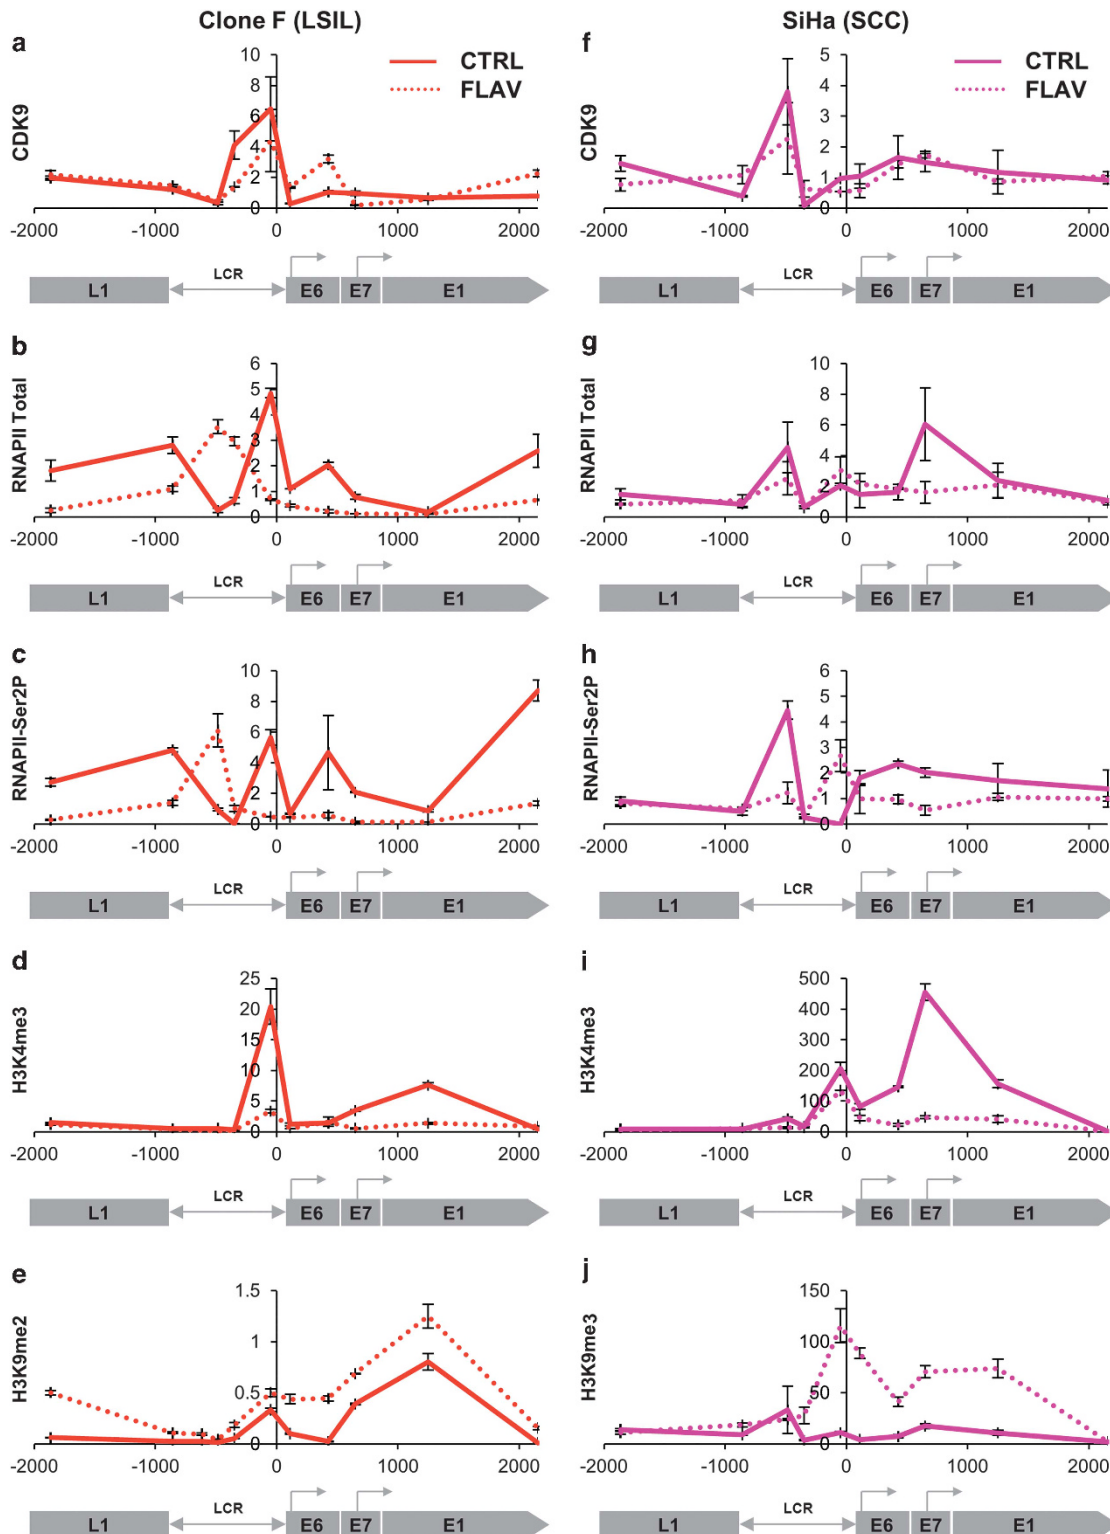 Clone F (LSIL)
SiHa (SCC)
a
CDK9
10
8
6
4
2
0
CTRL
FLAV
-2000 -1000 0 1000 2000
L1 LCR E6 E7 E1
f
CDK9
5
4
3
2
1
0
CTRL
FLAV
-2000 -1000 0 1000 2000
L1 LCR E6 E7 E1
b
RNAPII Total
6
5
4
3
2
1
0
-2000 -1000 0 1000 2000
L1 LCR E6 E7 E1
g
RNAPII Total
10
8
6
4
2
0
-2000 -1000 0 1000 2000
L1 LCR E6 E7 E1
c
RNAPII-Ser2P
10
8
6
4
2
0
-2000 -1000 0 1000 2000
L1 LCR E6 E7 E1
h
RNAPII-Ser2P
6
5
4
3
2
1
0
-2000 -1000 0 1000 2000
L1 LCR E6 E7 E1
d
H3K4me3
25
20
15
10
5
0
-2000 -1000 0 1000 2000
L1 LCR E6 E7 E1
i
H3K4me3
500
400
300
200
100
0
-2000 -1000 0 1000 2000
L1 LCR E6 E7 E1
e
H3K9me2
1.5
1
0.5
0
-2000 -1000 0 1000 2000
L1 LCR E6 E7 E1
j
H3K9me3
150
100
50
0
-2000 -1000 0 1000 2000
L1 LCR E6 E7 E1